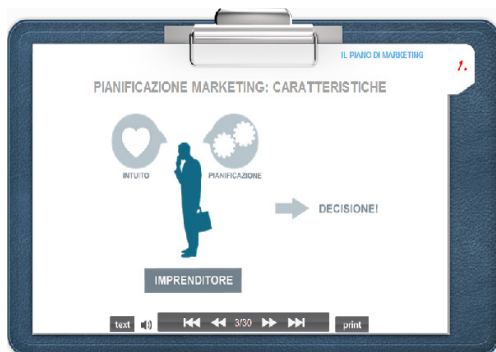 IL PIANO DI MARKETING
1.
PIANIFICAZIONE MARKETING: CARATTERISTICHE
INTUITO
PIANIFICAZIONE
DECISIONE!
IMPRENDITORE
text
3/30
print